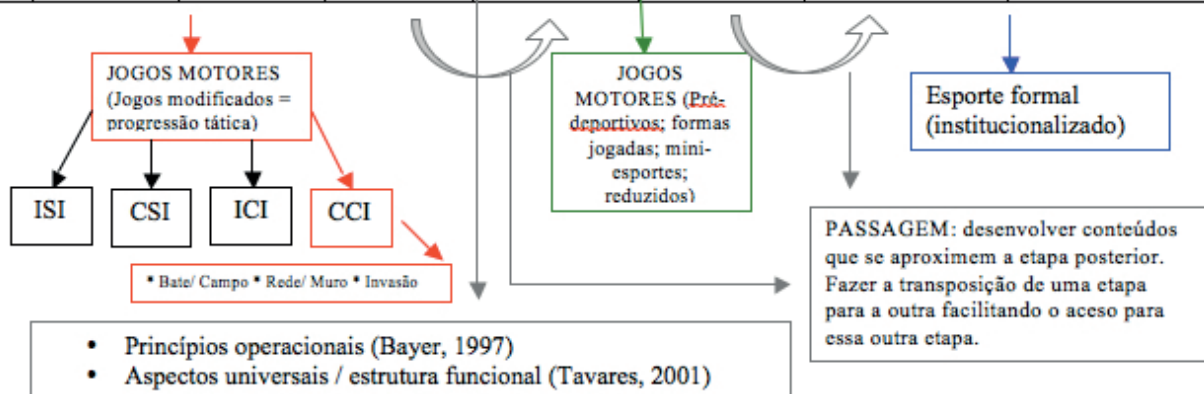 JOGOS MOTORES
(Jogos modificados =
progressão tática)
JOGOS
MOTORES (Pré-
deportivos; formas
jogadas; mini-
esportes;
reduzidos)
Esporte formal
(institucionalizado)
ISI
CSI
ICI
CCI
* Bate/ Campo * Rede/ Muro * Invasão
PASSAGEM: desenvolver conteúdos
que se aproximem a etapa posterior.
Fazer a transposição de uma etapa
para a outra facilitando o aceso para
essa outra etapa.
• Princípios operacionais (Bayer, 1997)
• Aspectos universais / estrutura funcional (Tavares, 2001)